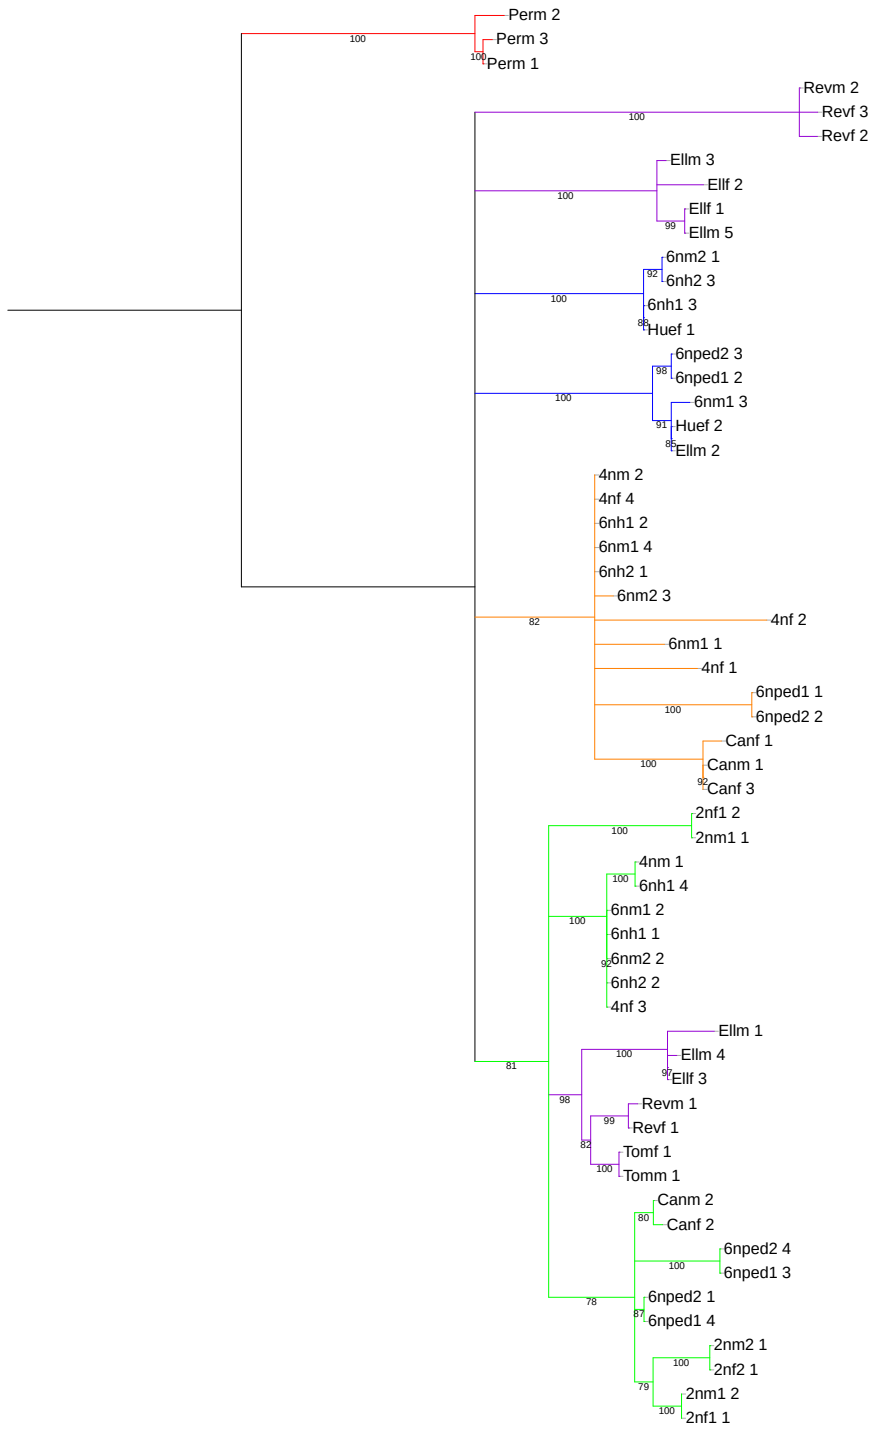 Perm 2
100
Perm 3
100
Perm 1
Revm 2
Revf 3
100
Revf 2
Ellm 3
Ellf 2
100
Ellf 1
99
Ellm 5
6nm2 1
92
6nh2 3
100
6nh1 3
88
Huef 1
6nped2 3
98
6nped1 2
100
6nm1 3
91
Huef 2
85
Ellm 2
4nm 2
4nf 4
6nh1 2
6nm1 4
6nh2 1
6nm2 3
82
4nf 2
6nm1 1
4nf 1
6nped1 1
100
6nped2 2
Canf 1
100
Canm 1
92
Canf 3
2nf1 2
100
2nm1 1
4nm 1
100
6nh1 4
6nm1 2
100
6nh1 1
6nm2 2
92
6nh2 2
4nf 3
Ellm 1
100
Ellm 4
81
97
Ellf 3
98
Revm 1
99
Revf 1
82
Tomf 1
100
Tomm 1
Canm 2
80
Canf 2
6nped2 4
100
6nped1 3
6nped2 1
78
87
6nped1 4
2nm2 1
100
2nf2 1
79
2nm1 2
100
2nf1 1